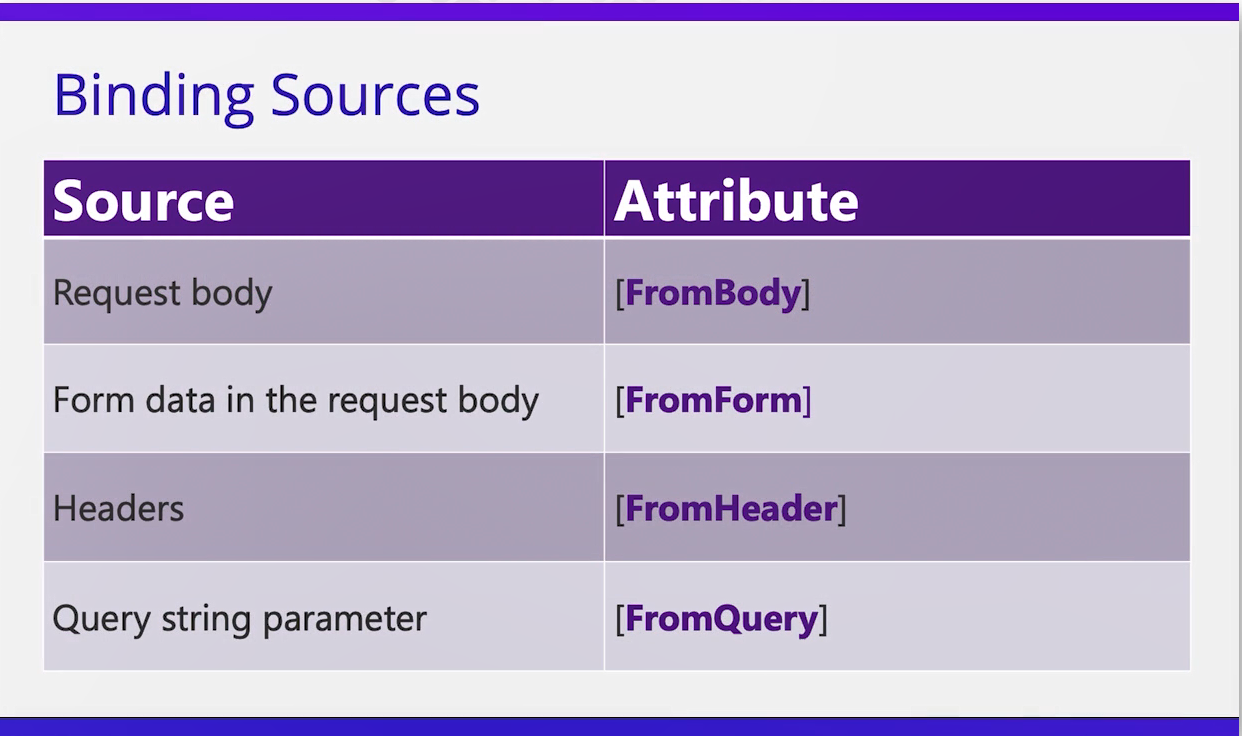 Binding Sources
Source Attribute
Request body [FromBody]
Form data in the request body [FromForm]
Headers [FromHeader]
Query string parameter [FromQuery]